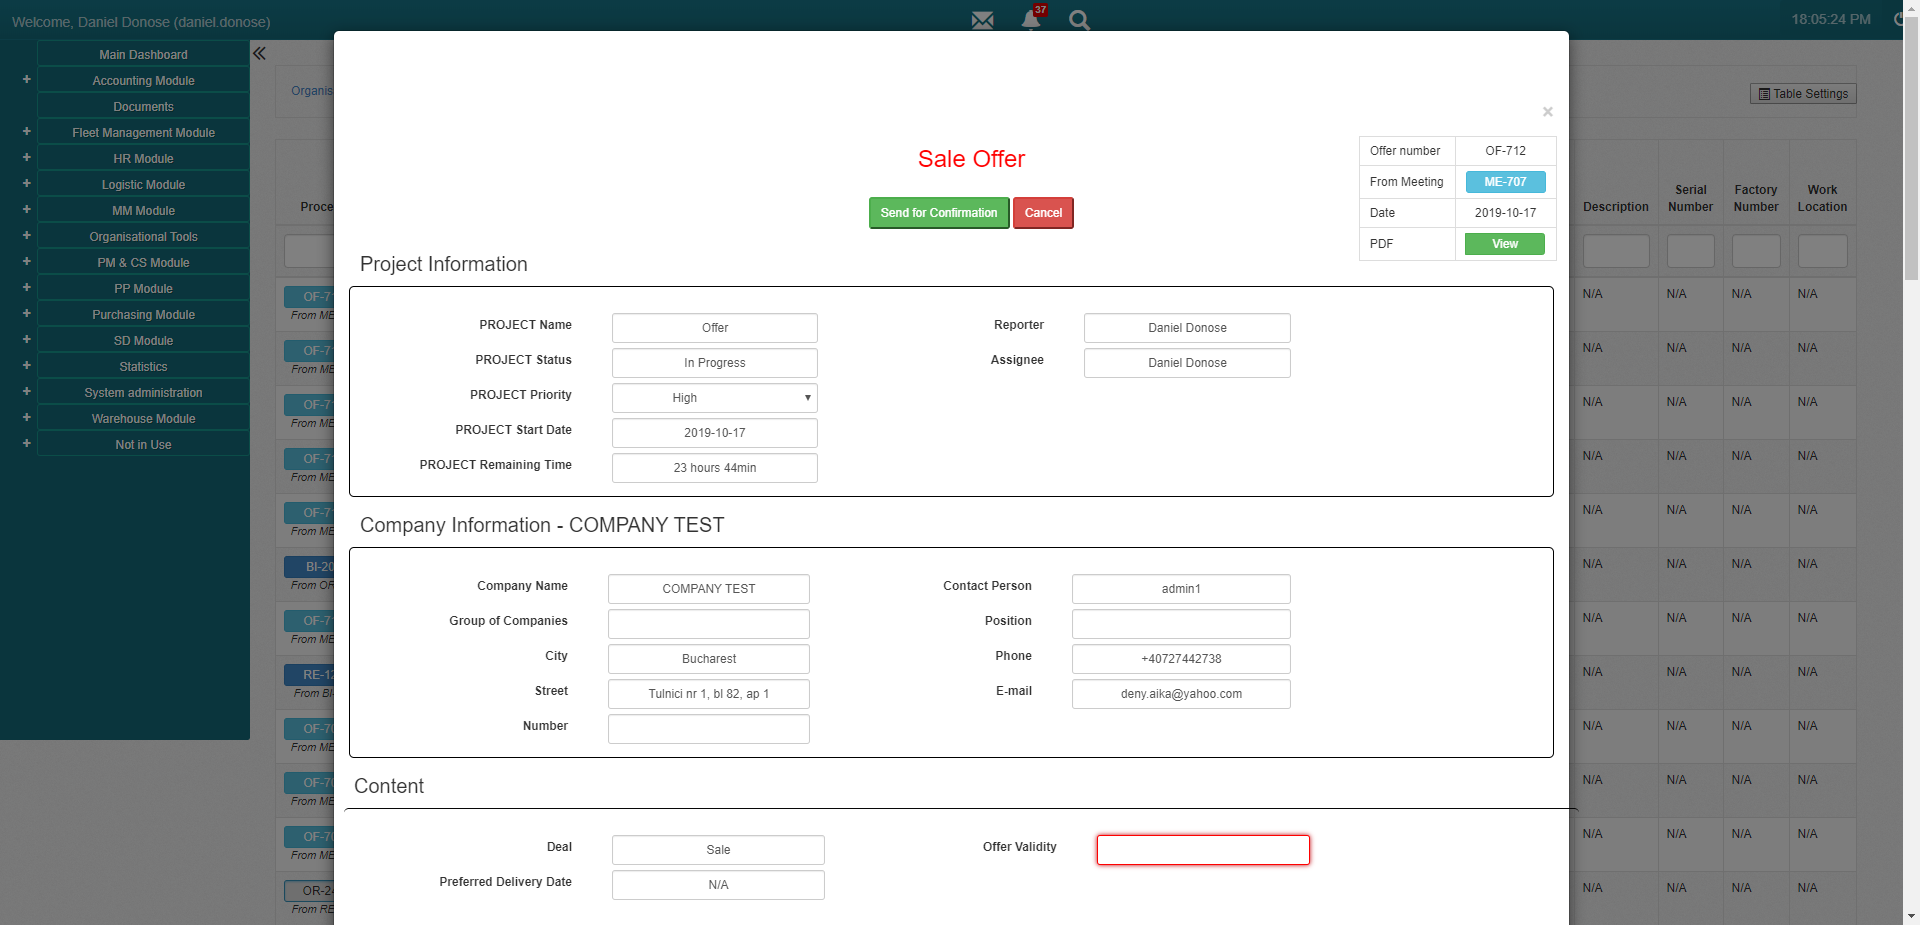 Welcome, Daniel Donose (daniel.donose)
37
18:05:24 PM
Main Dashboard
Accounting Module
Documents
Fleet Management Module
HR Module
Logistic Module
MM Module
Organisational Tools
PM & CS Module
PP Module
Purchasing Module
SD Module
Statistics
System administration
Warehouse Module
Not in Use
Organis
Table Settings
×
Sale Offer
Send for Confirmation Cancel
Offer number OF-712
From Meeting ME-707
Date 2019-10-17
PDF View
Proce
Description Serial Number Factory Number Work Location
Project Information
PROJECT Name Offer Reporter Daniel Donose
PROJECT Status In Progress Assignee Daniel Donose
PROJECT Priority High
PROJECT Start Date 2019-10-17
PROJECT Remaining Time 23 hours 44min
Company Information - COMPANY TEST
Company Name COMPANY TEST Contact Person admin1
Group of Companies Position
City Bucharest Phone +40727442738
Street Tulnici nr 1, bl 82, ap 1 E-mail deny.aika@yahoo.com
Number
Content
Deal Sale Offer Validity
Preferred Delivery Date N/A
OF-7
From ME
N/A N/A N/A N/A
OF-7
From ME
N/A N/A N/A N/A
OF-7
From ME
N/A N/A N/A N/A
OF-7
From ME
N/A N/A N/A N/A
OF-7
From ME
N/A N/A N/A N/A
BI-20
From OF
N/A N/A N/A N/A
OF-7
From ME
N/A N/A N/A N/A
RE-12
From BI
N/A N/A N/A N/A
OF-70
From ME
N/A N/A N/A N/A
OF-70
From ME
N/A N/A N/A N/A
OF-70
From ME
N/A N/A N/A N/A
OR-24
From RE
N/A N/A N/A N/A